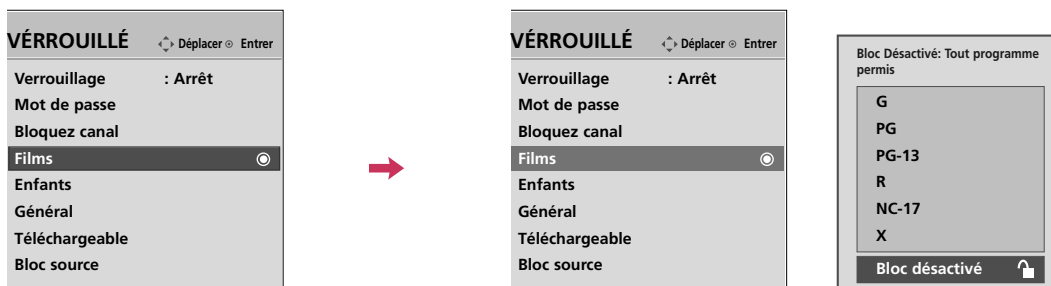 VÉRROUILLÉ Déplacer Entrer
Verrouillage : Arrêt
Mot de passe
Bloquez canal
Films
Enfants
Général
Téléchargeable
Bloc source
VÉRROUILLÉ Déplacer Entrer
Verrouillage : Arrêt
Mot de passe
Bloquez canal
Films
Enfants
Général
Téléchargeable
Bloc source
Bloc Désactivé: Tout programme
permis
G
PG
PG-13
R
NC-17
X
Bloc désactivé